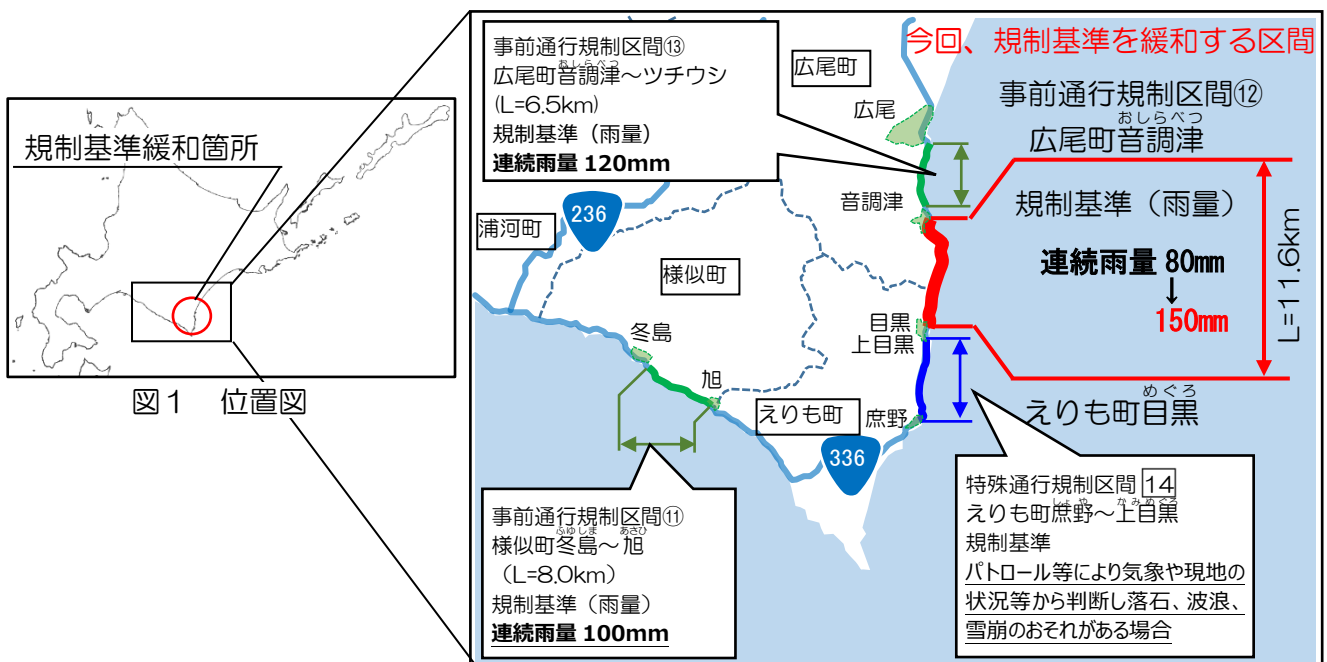 規制基準緩和箇所
図1 位置図
今回、規制基準を緩和する区間
事前通行規制区間⑬
おしらべつ
広尾町音調津~ツチウシ
(L=6.5km)
規制基準(雨量)
連続雨量 120mm
広尾町
広尾
音調津
事前通行規制区間⑫
おしらべつ
広尾町音調津
規制基準(雨量)
連続雨量 80mm
↓
150mm
L=11.6km
めぐろ
えりも町目黒
236
浦河町
様似町
目黒
上目黒
冬島
旭
えりも町
庶野
336
事前通行規制区間⑪
ふゆしま あさひ
様似町冬島~旭
(L=8.0km)
規制基準(雨量)
連続雨量 100mm
特殊通行規制区間 14
しょや かみめぐろ
えりも町庶野~上目黒
規制基準
パトロール等により気象や現地の
状況等から判断し落石、波浪、
雪崩のおそれがある場合